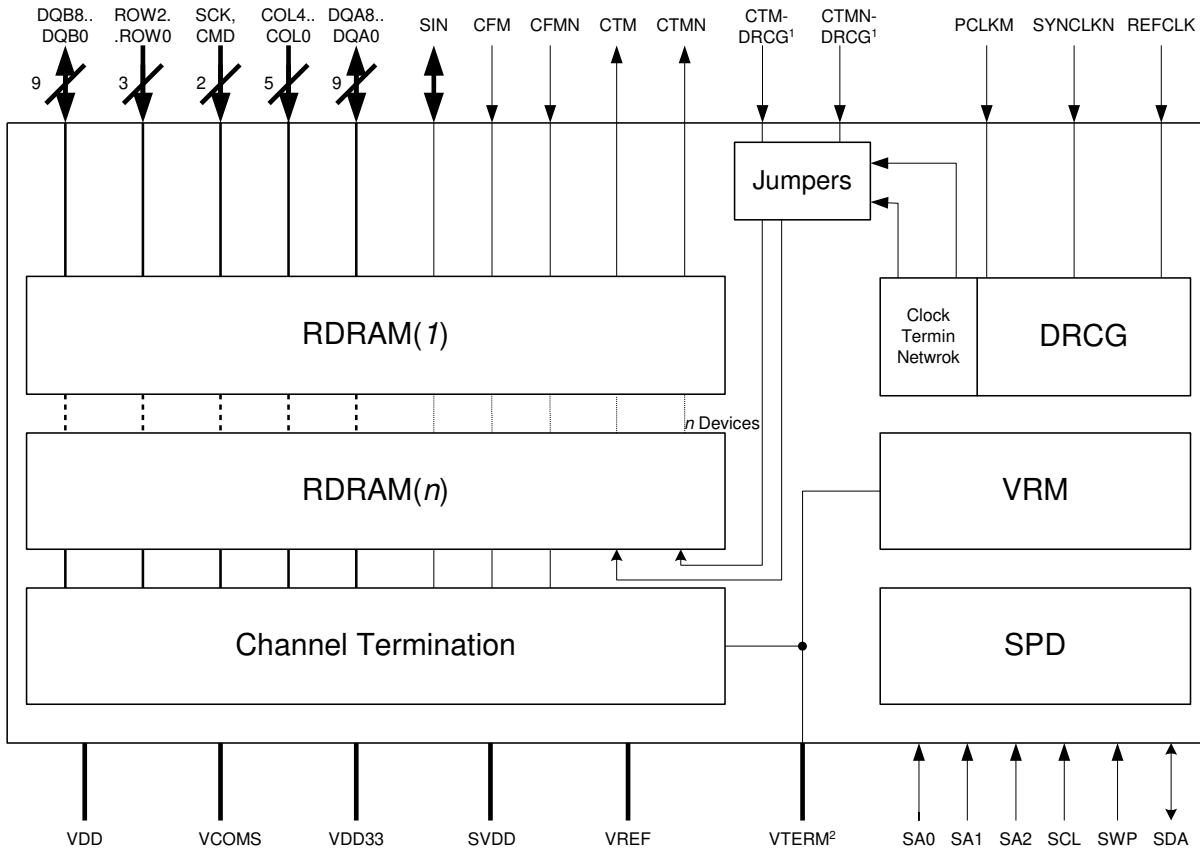 DQB8..
DQB0
ROW2.
.ROW0
SCK,
CMD
COL4..
COL0
DQA8..
DQA0
SIN
CFM
CFMN
CTM
CTMN
CTM-
DRCG¹
CTMN-
DRCG¹
PCLKM
SYNCLKN
REFCLK
9
3
2
5
9
Jumpers
RDRAM(1)
Clock
Termin
Netwrok
DRCG
n Devices
RDRAM(n)
VRM
Channel Termination
SPD
VDD
VCOMS
VDD33
SVDD
VREF
VTERM²
SA0
SA1
SA2
SCL
SWP
SDA